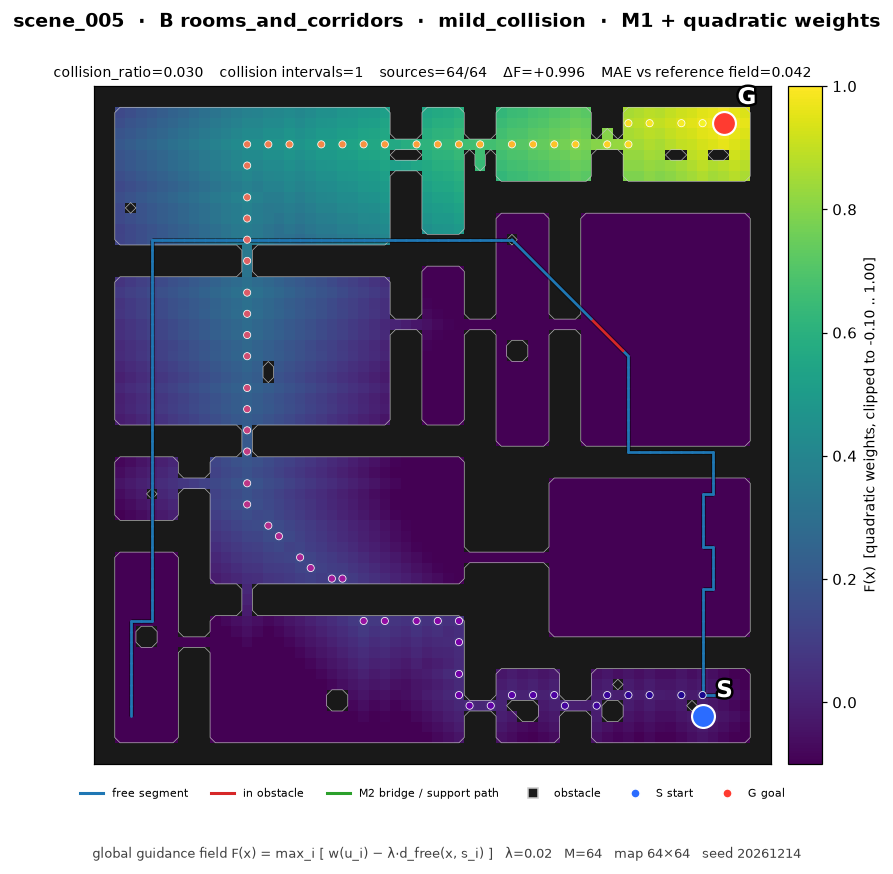 scene_005 · B rooms_and_corridors · mild_collision · M1 + quadratic weights
collision_ratio=0.030 collision intervals=1 sources=64/64 ΔF=+0.996 MAE vs reference field=0.042
G
S
1.0
0.8
0.6
0.4
0.2
0.0
F(x) [quadratic weights, clipped to -0.10 .. 1.00]
free segment in obstacle M2 bridge / support path obstacle S start G goal
global guidance field F(x) = max_i [ w(u_i) − λ·d_free(x, s_i) ] λ=0.02 M=64 map 64×64 seed 20261214